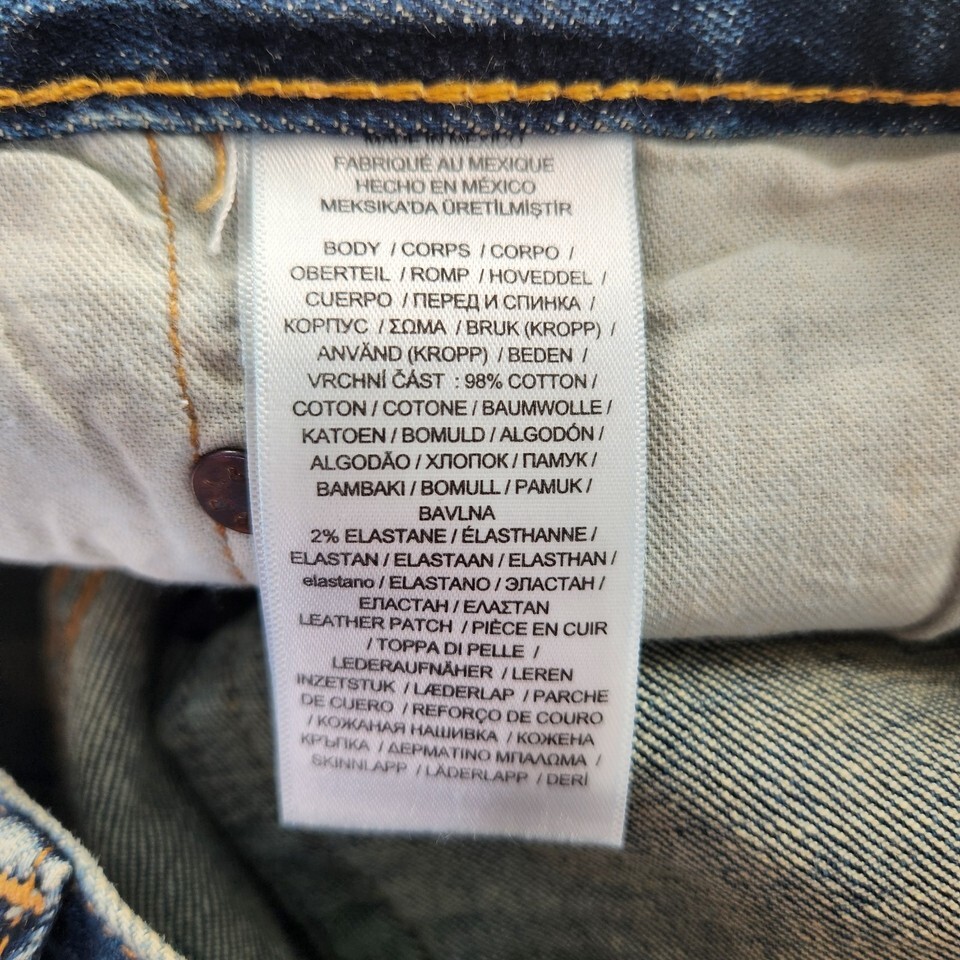 MADE IN MEXICO
FABRIQUÉ AU MEXIQUE
HECHO EN MÉXICO
MEKSIKA'DA ÜRETİLMİŞTİR
BODY / CORPS / CORPO /
OBERTEIL / ROMP / HOVEDDEL /
CUERPO / ПЕРЕД И СПИНКА /
КОРПУС / ΣΩΜΑ / BRUK (KROPP) /
ANVÄND (KROPP) / BEDEN /
VRCHNÍ ČÁST : 98% COTTON /
COTON / COTONE / BAUMWOLLE /
KATOEN / BOMULD / ALGODÓN /
ALGODÃO / ХЛОПОК / ПАМУК /
BAMBAKI / BOMULL / PAMUK /
BAVLNA
2% ELASTANE / ÉLASTHANNE /
ELASTAN / ELASTAAN / ELASTHAN /
elastano / ELASTANO / ЭЛАСТАН /
ЕЛАСТАН / ΕΛΑΣΤΑΝ
LEATHER PATCH / PIÈCE EN CUIR
/ TOPPA DI PELLE /
LEDERAUFNÄHER / LEREN
INZETSTUK / LÆDERLAP / PARCHE
DE CUERO / REFORÇO DE COURO
/ КОЖАНАЯ НАШИВКА / КОЖЕНА
КРЪПКА / ΔΕΡΜΑΤΙΝΟ ΜΠΑΛΩΜΑ /
SKINNLAPP / LÄDERLAPP / DERİ